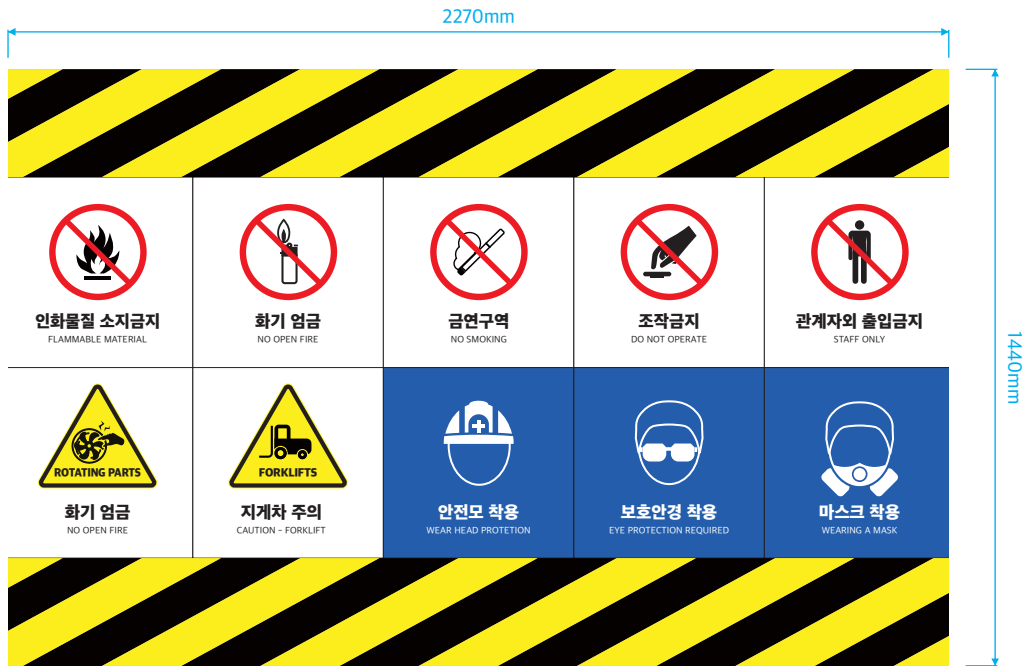 2270mm
인화물질 소지금지
FLAMMABLE MATERIAL
화기 엄금
NO OPEN FIRE
금연구역
NO SMOKING
조작금지
DO NOT OPERATE
관계자외 출입금지
STAFF ONLY
1440mm
ROTATING PARTS
화기 엄금
NO OPEN FIRE
FORKLIFTS
지게차 주의
CAUTION - FORKLIFT
안전모 착용
WEAR HEAD PROTETION
보호안경 착용
EYE PROTECTION REQUIRED
마스크 착용
WEARING A MASK